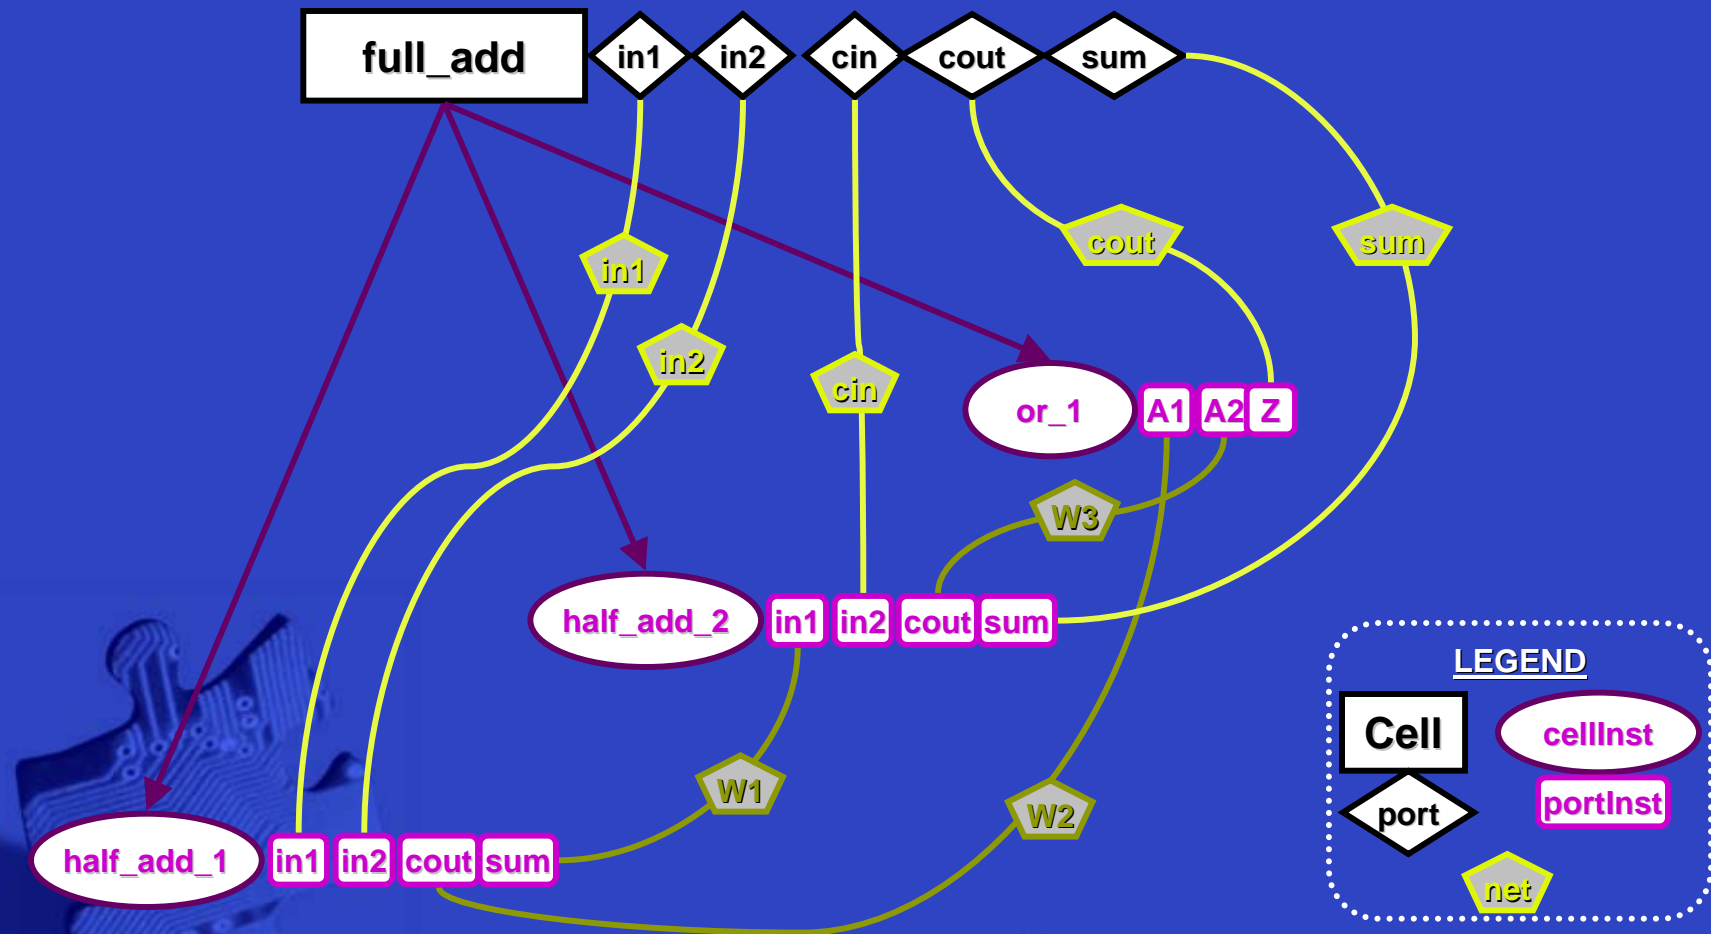 full_add in1 in2 cin cout sum
cout sum
in1
in2
cin
or_1 A1 A2 Z
W3
half_add_2 in1 in2 cout sum
W1
W2
half_add_1 in1 in2 cout sum
LEGEND
Cell cellInst
port portInst
net